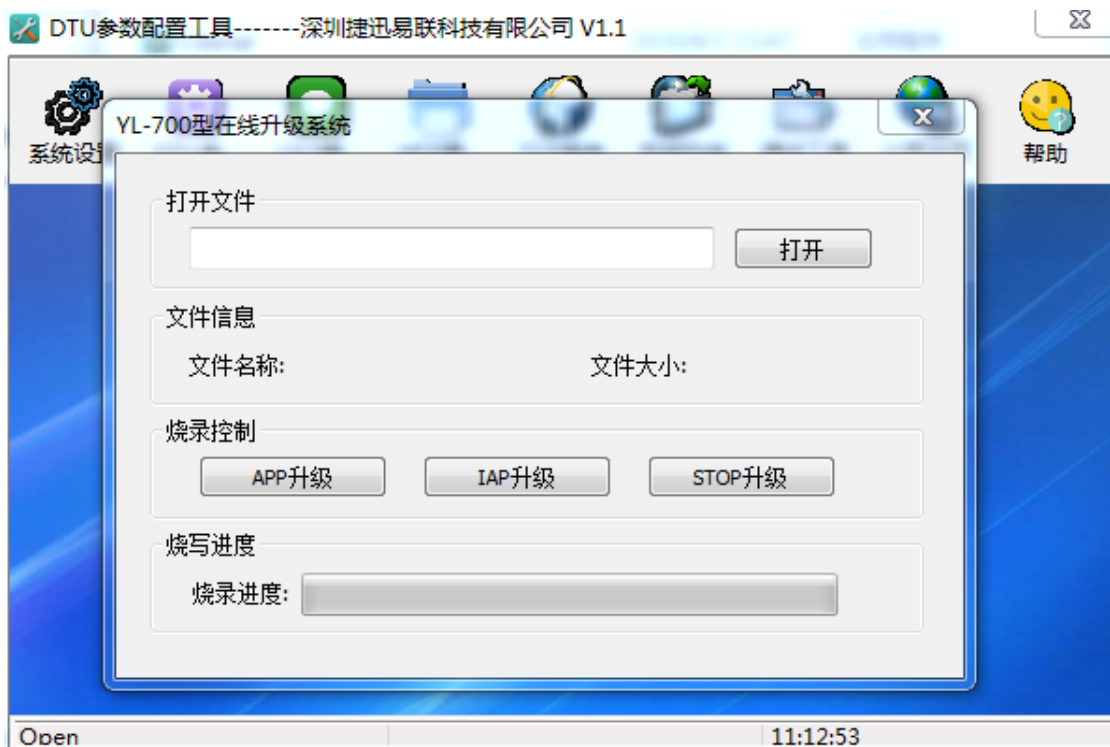 DTU参数配置工具-------深圳捷迅易联科技有限公司 V1.1
系统设
帮助
YL-700型在线升级系统
打开文件
打开
文件信息
文件名称:
文件大小:
烧录控制
APP升级
IAP升级
STOP升级
烧写进度
烧录进度:
Open
11:12:53